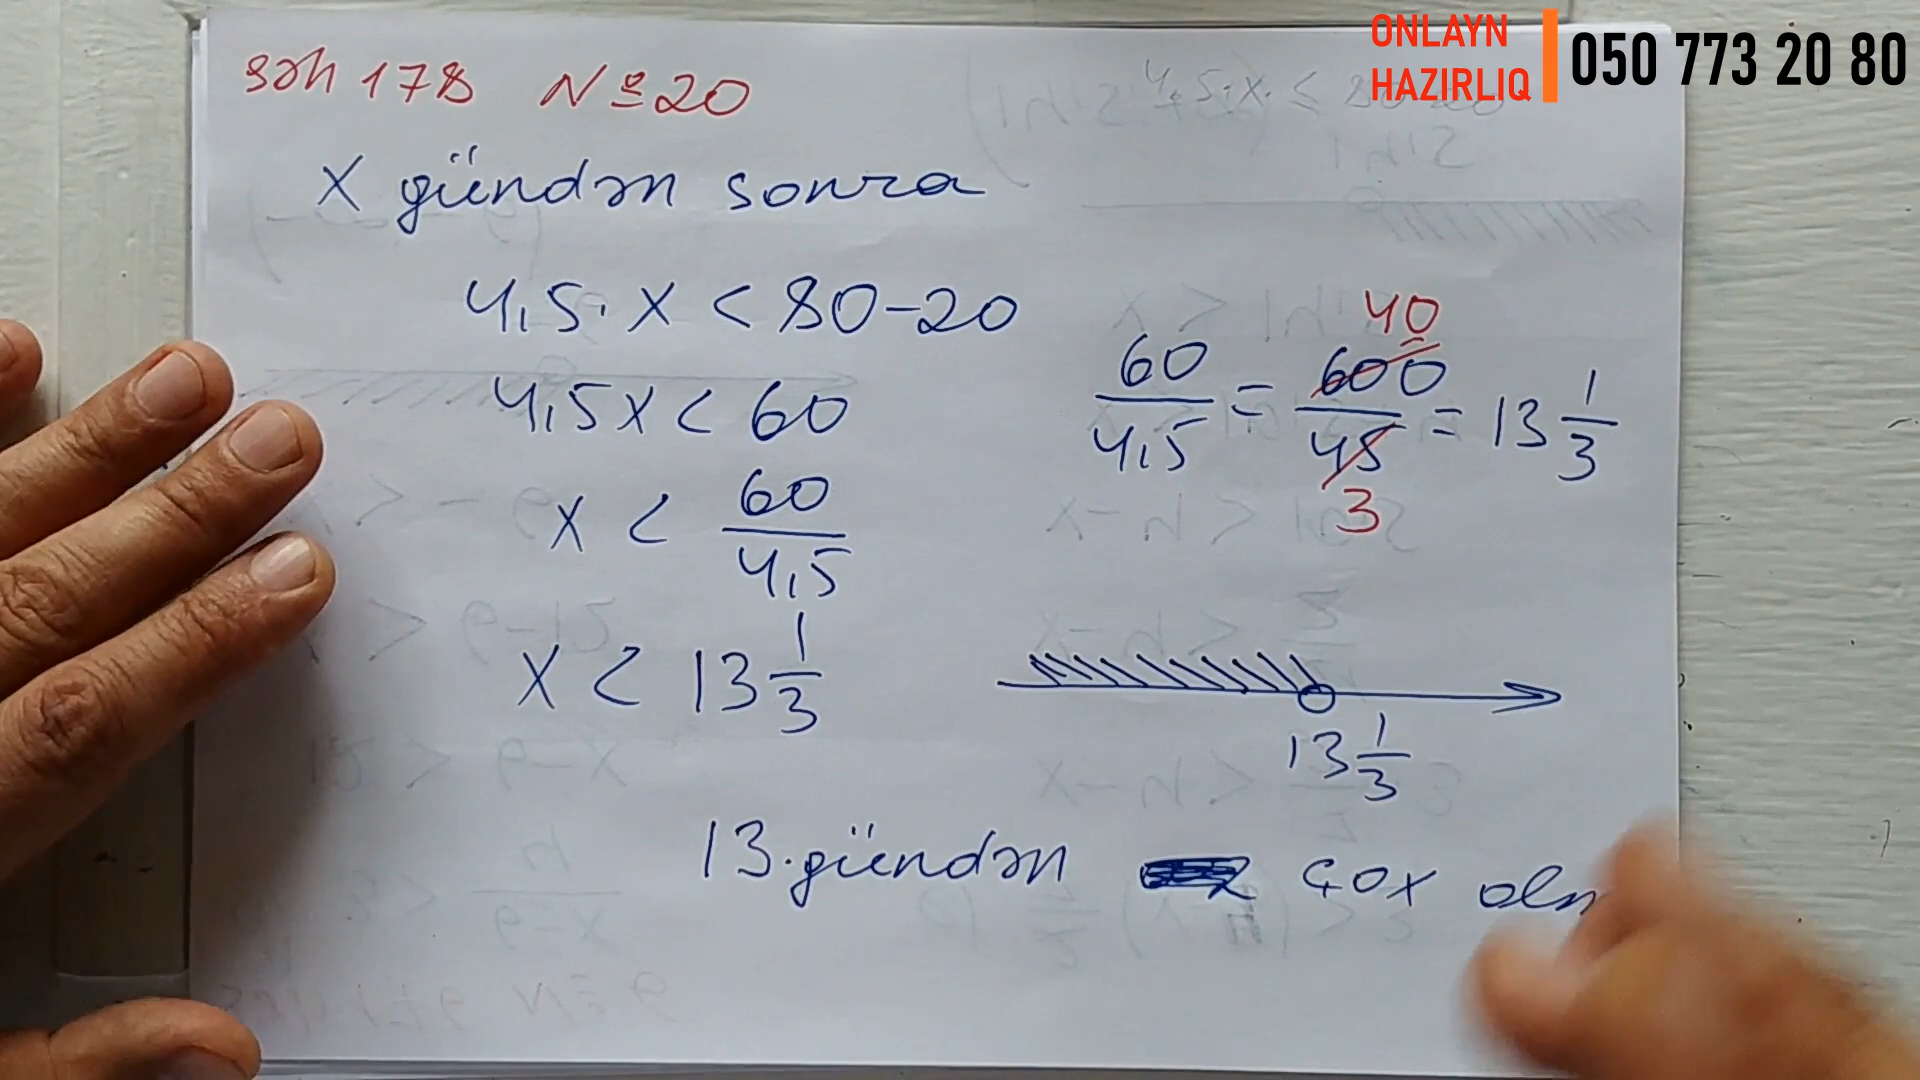 ONLAYN
HAZIRLIQ
050 773 20 80
səh 178 № 20
X gündən sonra
4,5·x < 80-20
4,5x < 60
x < 60/4,5
x < 13 1/3
60/4,5 = 600/45 = 13 1/3
40
3
13 1/3
13·gündən çox olm